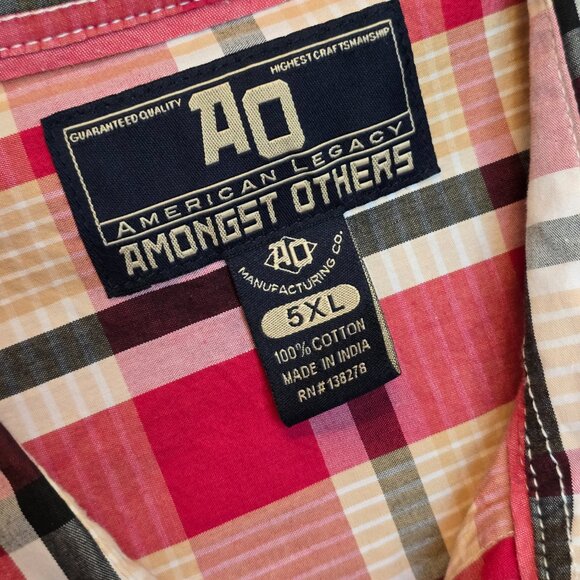 GUARANTEED QUALITY
HIGHEST CRAFTSMANSHIP
AO
AMERICAN LEGACY
AMONGST OTHERS
AO
MANUFACTURING CO.
5XL
100% COTTON
MADE IN INDIA
RN#138278